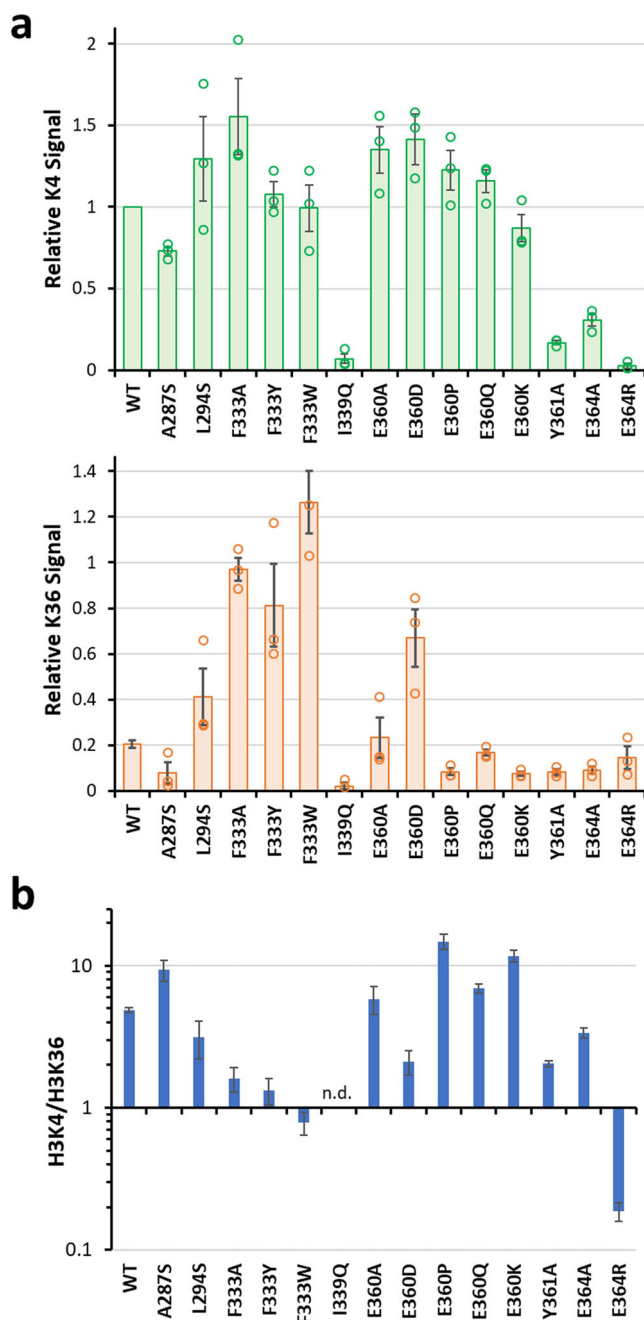 a
Relative K4 Signal
2
1.5
1
0.5
0
WT
A287S
L294S
F333A
F333Y
F333W
I339Q
E360A
E360D
E360P
E360Q
E360K
Y361A
E364A
E364R
Relative K36 Signal
1.4
1.2
1
0.8
0.6
0.4
0.2
0
WT
A287S
L294S
F333A
F333Y
F333W
I339Q
E360A
E360D
E360P
E360Q
E360K
Y361A
E364A
E364R
b
H3K4/H3K36
10
1
0.1
n.d.
WT
A287S
L294S
F333A
F333Y
F333W
I339Q
E360A
E360D
E360P
E360Q
E360K
Y361A
E364A
E364R